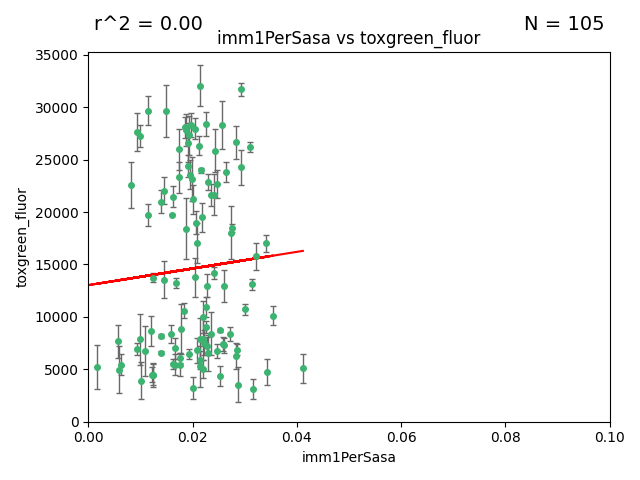 r^2 = 0.00
N = 105
imm1PerSasa vs toxgreen_fluor
35000
30000
25000
20000
15000
10000
5000
0
toxgreen_fluor
0.00
0.02
0.04
0.06
0.08
0.10
imm1PerSasa